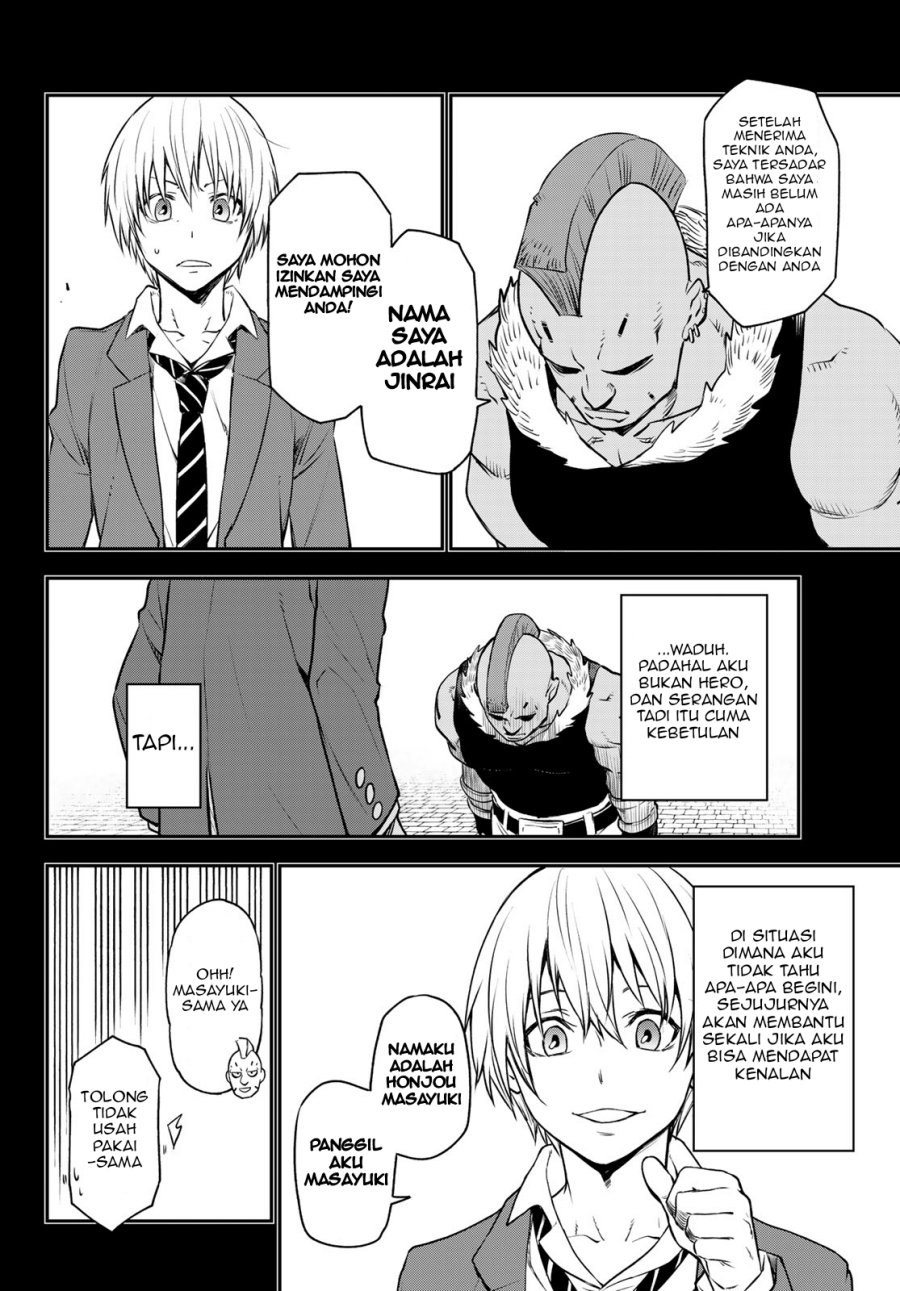 SETELAH
MENERIMA
TEKNIK ANDA,
SAYA TERSADAR
BAHWA SAYA
MASIH BELUM
ADA
APA-APANYA
JIKA
DIBANDINGKAN
DENGAN ANDA
SAYA MOHON
IZINKAN SAYA
MENDAMPINGI
ANDA!
NAMA
SAYA
ADALAH
JINRAI
...WADUH.
PADAHAL AKU
BUKAN HERO,
DAN SERANGAN
TADI ITU CUMA
KEBETULAN
TAPI...
DI SITUASI
DIMANA AKU
TIDAK TAHU
APA-APA BEGINI,
SEJUJURNYA
AKAN MEMBANTU
SEKALI JIKA AKU
BISA MENDAPAT
KENALAN
NAMAKU
ADALAH
HONJOU
MASAYUKI
PANGGIL
AKU
MASAYUKI
OHH!
MASAYUKI-
SAMA YA
TOLONG
TIDAK
USAH
PAKAI
-SAMA